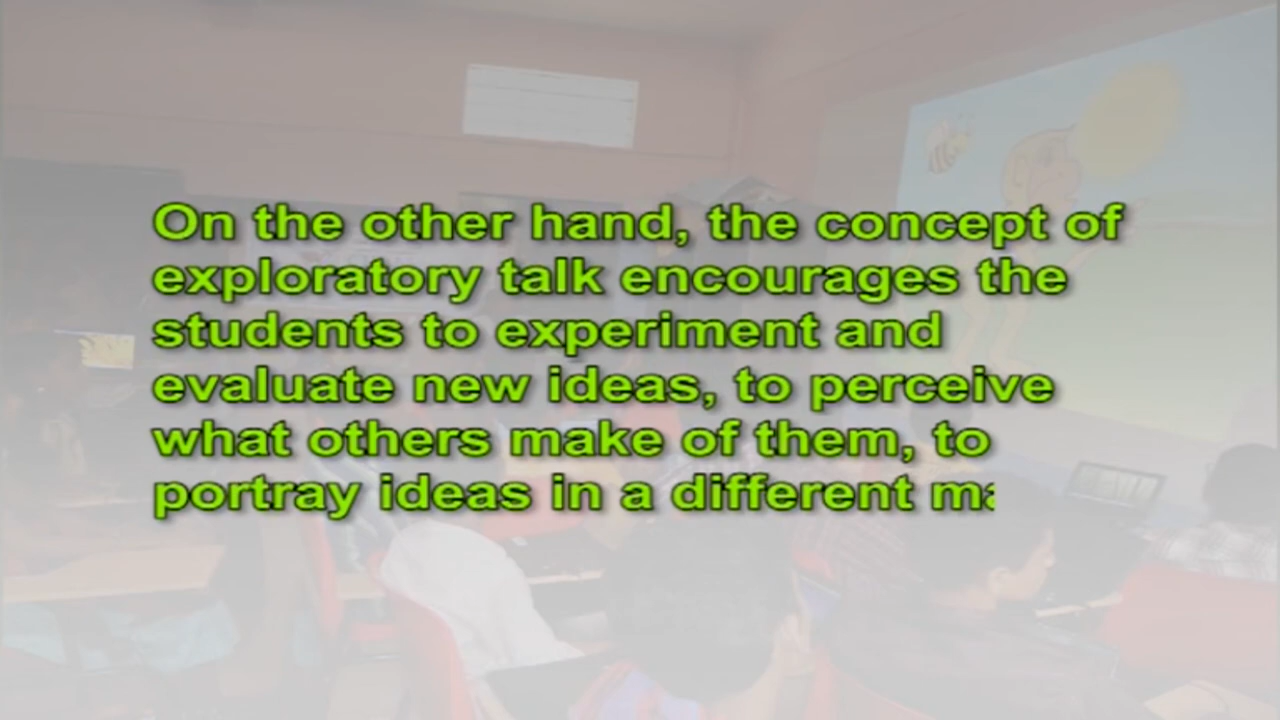 On the other hand, the concept of
exploratory talk encourages the
students to experiment and
evaluate new ideas, to perceive
what others make of them, to
portray ideas in a different